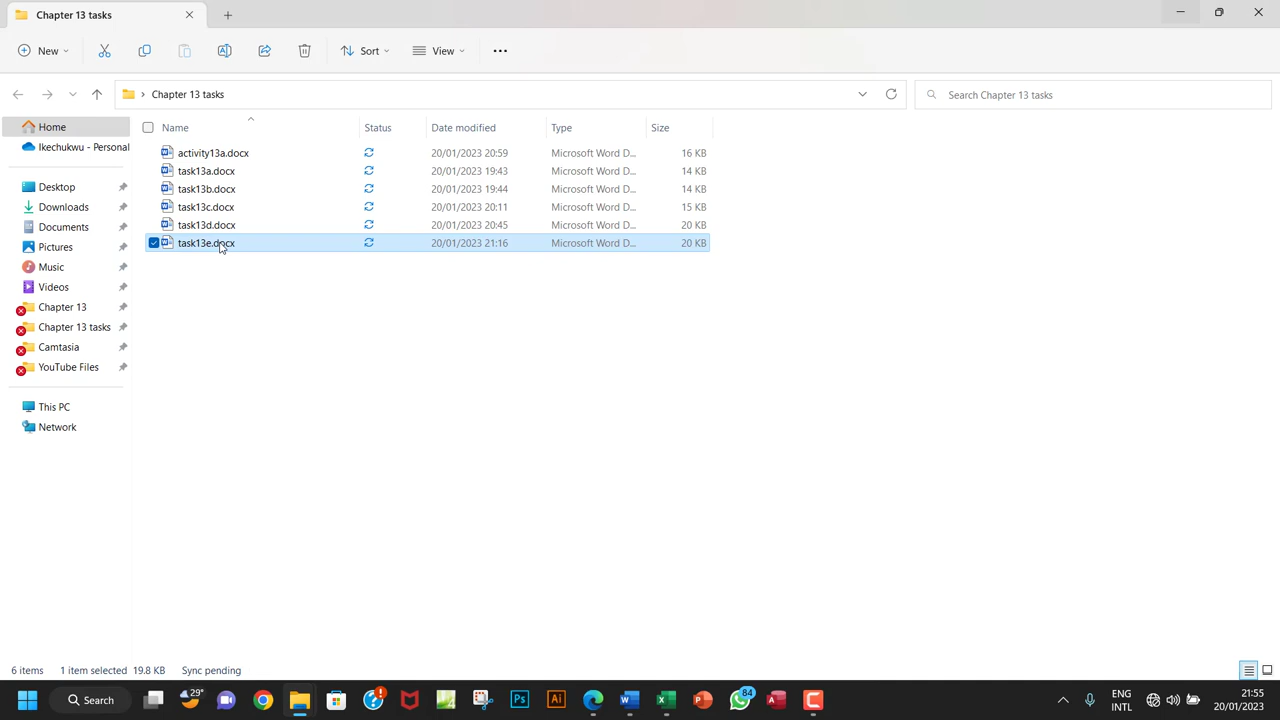 Chapter 13 tasks
New
Sort
View
Chapter 13 tasks
Search Chapter 13 tasks
Home
Ikechukwu - Personal
Desktop
Downloads
Documents
Pictures
Music
Videos
Chapter 13
Chapter 13 tasks
Camtasia
YouTube Files
This PC
Network
Name Status Date modified Type Size
activity13a.docx 20/01/2023 20:59 Microsoft Word D... 16 KB
task13a.docx 20/01/2023 19:43 Microsoft Word D... 14 KB
task13b.docx 20/01/2023 19:44 Microsoft Word D... 14 KB
task13c.docx 20/01/2023 20:11 Microsoft Word D... 15 KB
task13d.docx 20/01/2023 20:45 Microsoft Word D... 20 KB
task13e.docx 20/01/2023 21:16 Microsoft Word D... 20 KB
6 items 1 item selected 19.8 KB Sync pending
Search
29°
Ps
Ai
84
ENG
INTL
21:55
20/01/2023